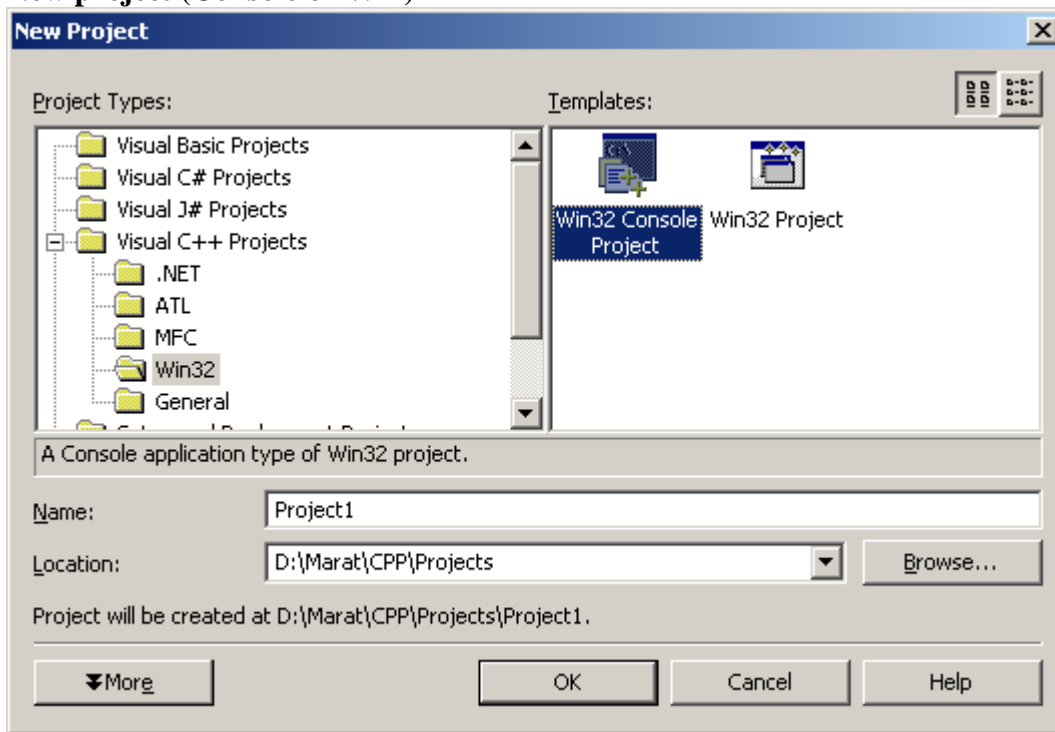 New Project
Project Types:
Templates:
Visual Basic Projects
Visual C# Projects
Visual J# Projects
Visual C++ Projects
.NET
ATL
MFC
Win32
General
Win32 Console
Project
Win32 Project
A Console application type of Win32 project.
Name:
Project1
Location:
D:\Marat\CPP\Projects
Browse...
Project will be created at D:\Marat\CPP\Projects\Project1.
More
OK
Cancel
Help